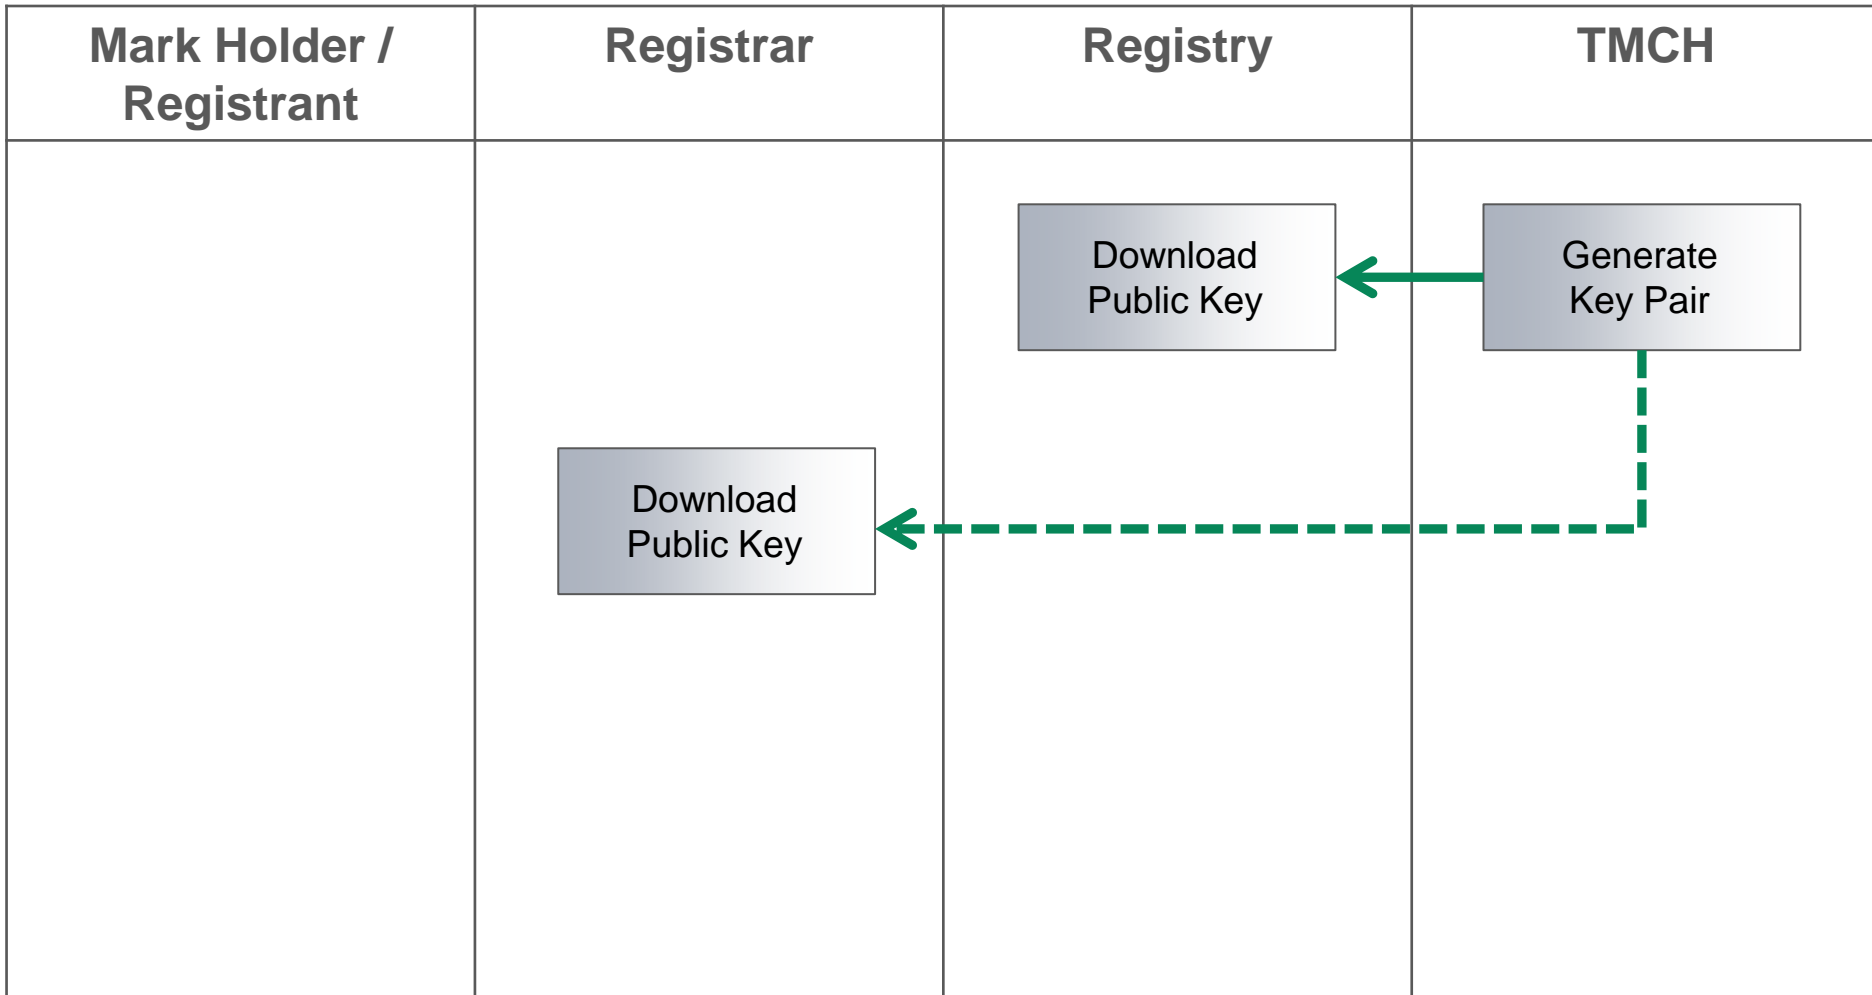 Mark Holder /
Registrant
Registrar
Registry
TMCH
Download
Public Key
Generate
Key Pair
Download
Public Key